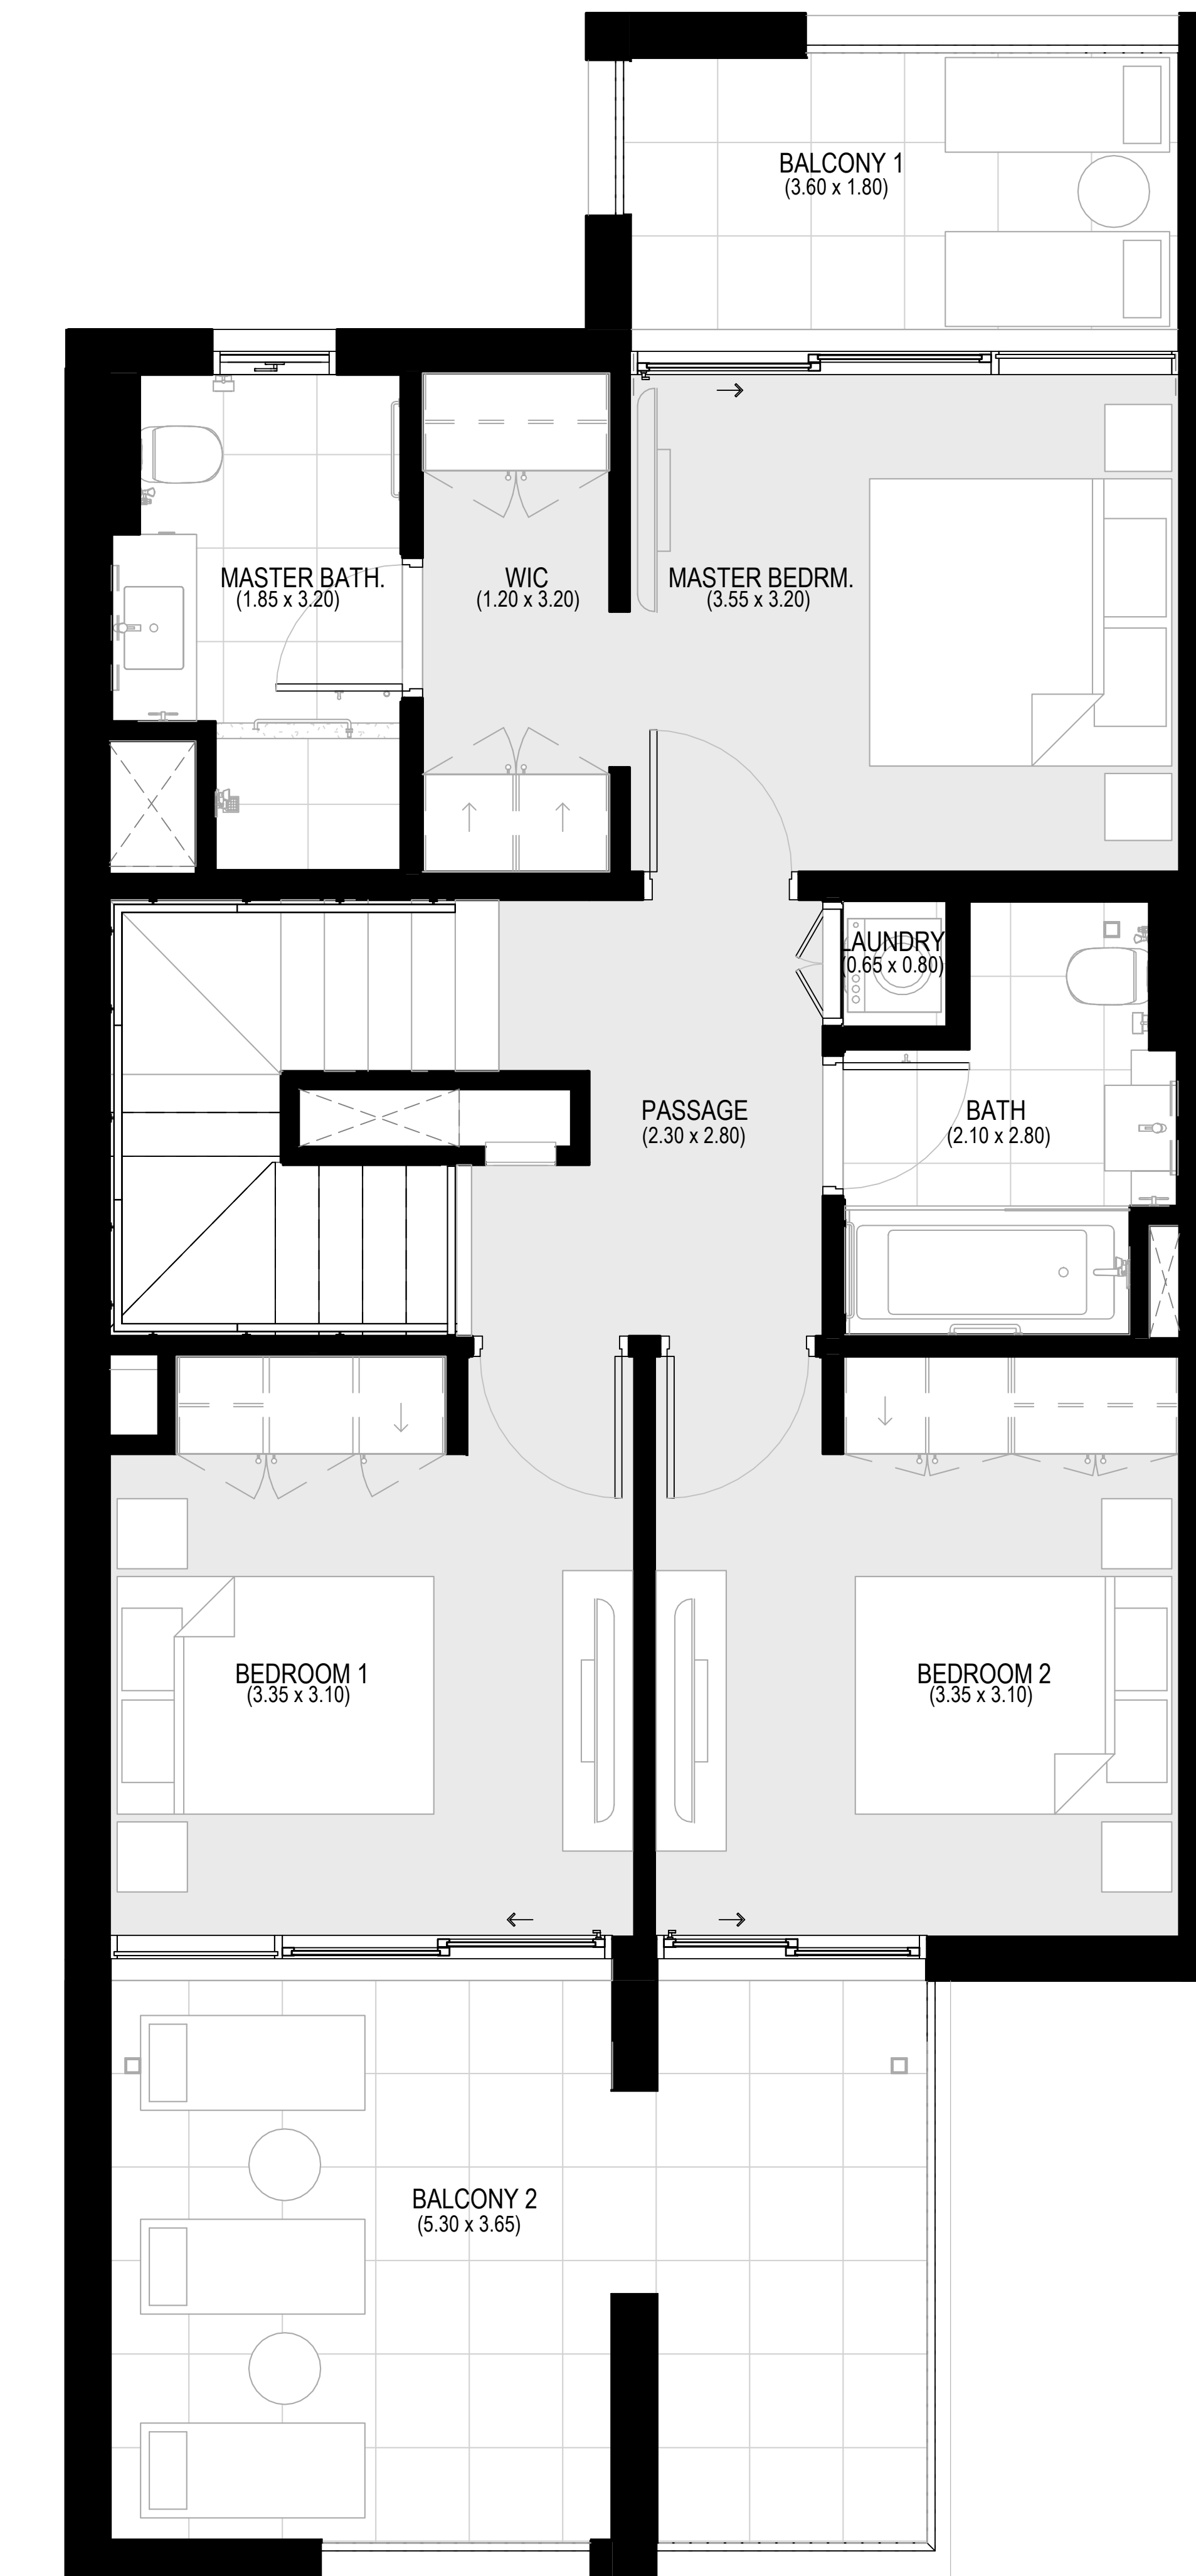 BALCONY 1
(3.60 x 1.80)
MASTER BATH.
(1.85 x 3.20)
WIC
(1.20 x 3.20)
MASTER BEDRM.
(3.55 x 3.20)
LAUNDRY
(0.65 x 0.80)
PASSAGE
(2.30 x 2.80)
BATH
(2.10 x 2.80)
BEDROOM 1
(3.35 x 3.10)
BEDROOM 2
(3.35 x 3.10)
BALCONY 2
(5.30 x 3.65)